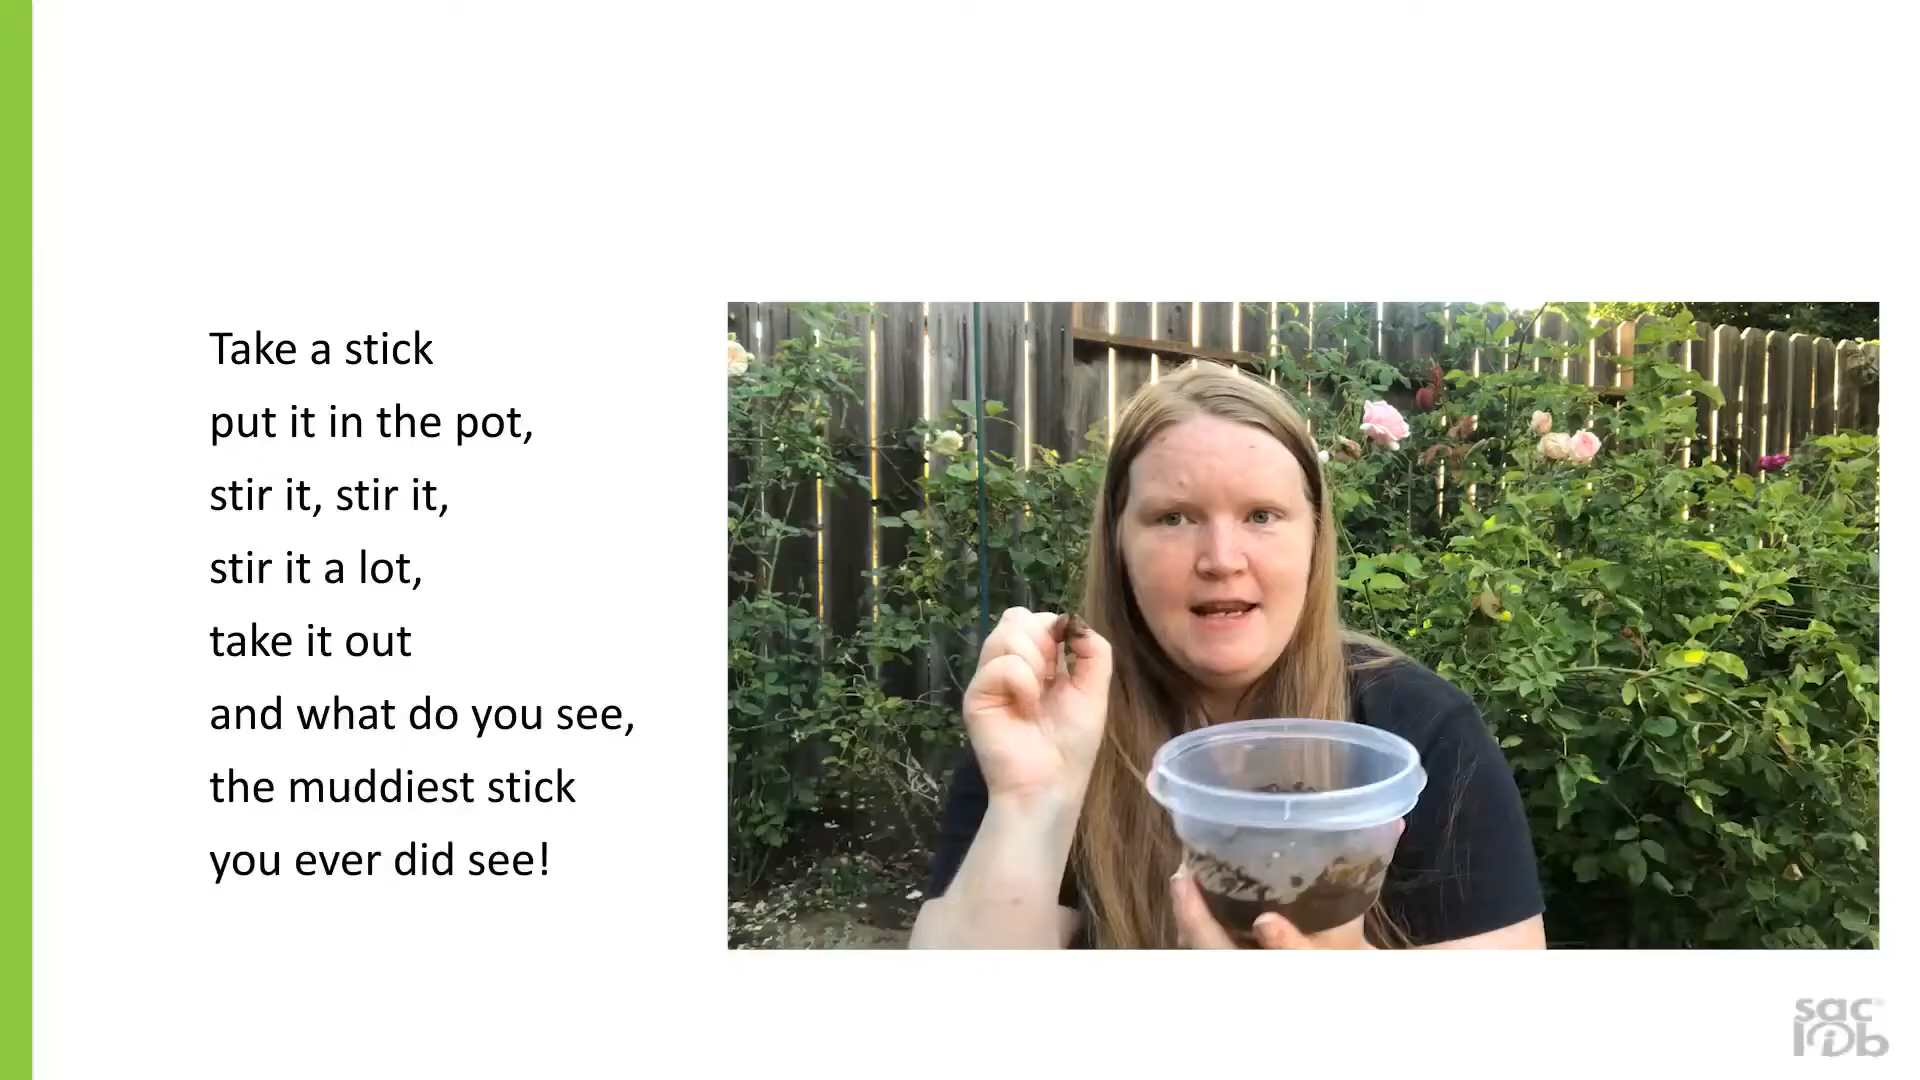 Take a stick
put it in the pot,
stir it, stir it,
stir it a lot,
take it out
and what do you see,
the muddiest stick
you ever did see!
sac
lib